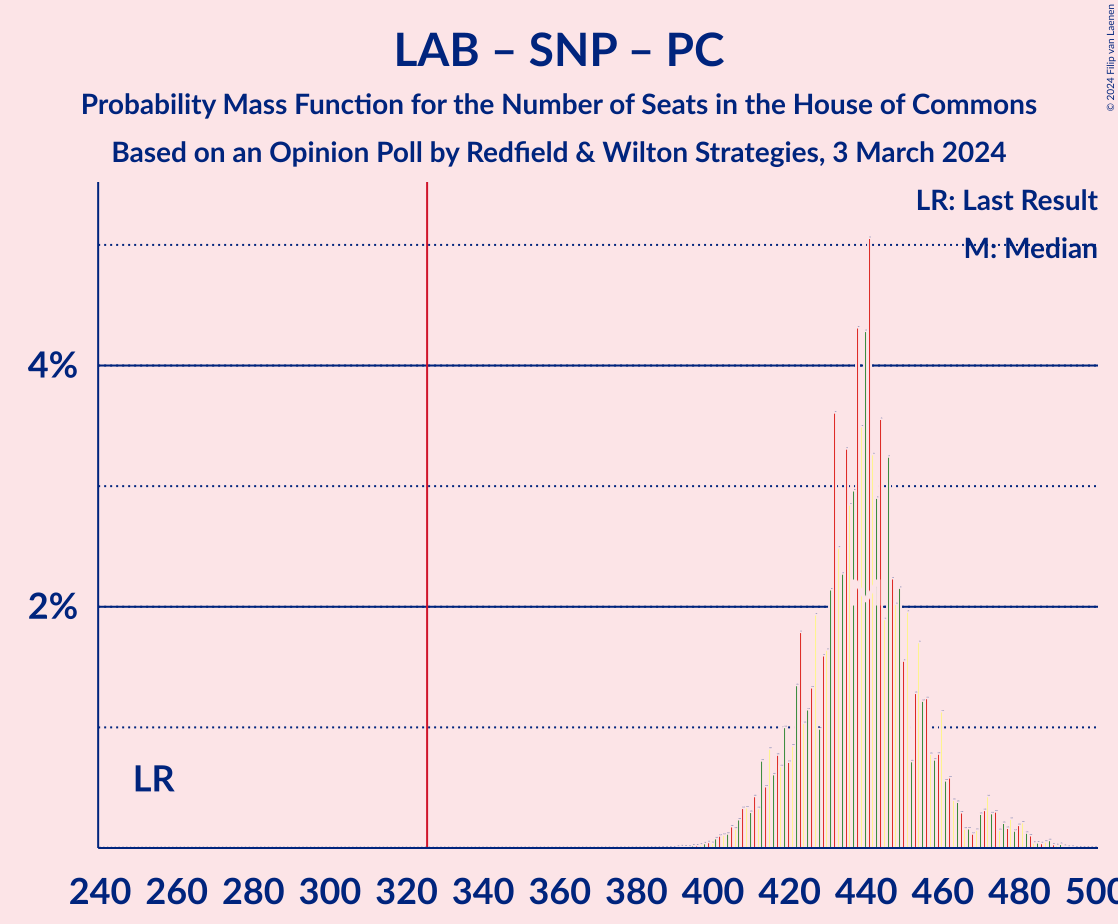 LAB – SNP – PC
Probability Mass Function for the Number of Seats in the House of Commons
Based on an Opinion Poll by Redfield & Wilton Strategies, 3 March 2024
© 2024 Filip van Laenen
LR: Last Result
M: Median
4%
2%
LR
240 260 280 300 320 340 360 380 400 420 440 460 480 500